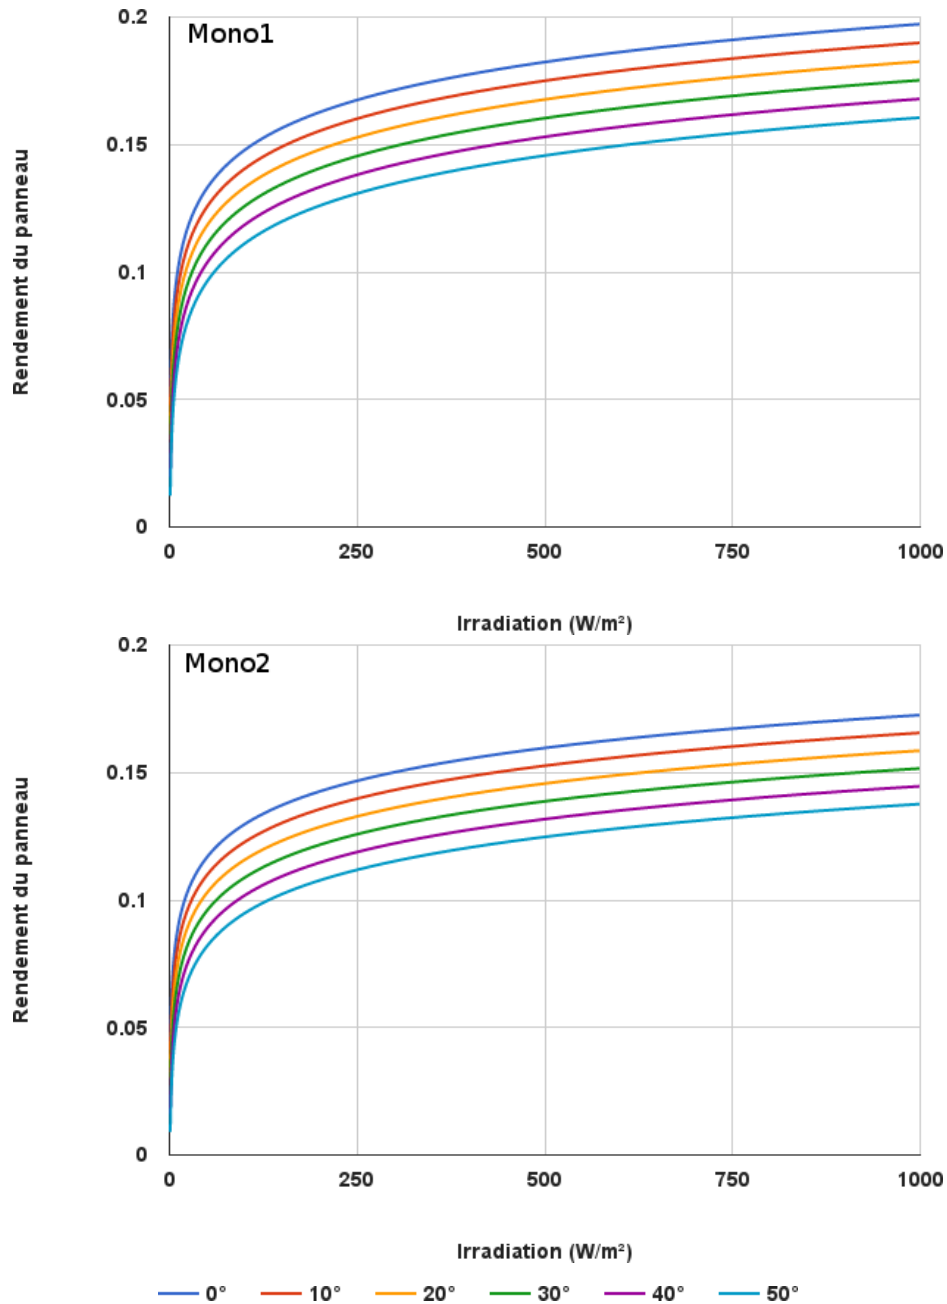 Mono1
Rendement du panneau
0.2
0.15
0.1
0.05
0
0 250 500 750 1000
Irradiation (W/m²)
Mono2
Rendement du panneau
0.2
0.15
0.1
0.05
0
0 250 500 750 1000
Irradiation (W/m²)
0° 10° 20° 30° 40° 50°